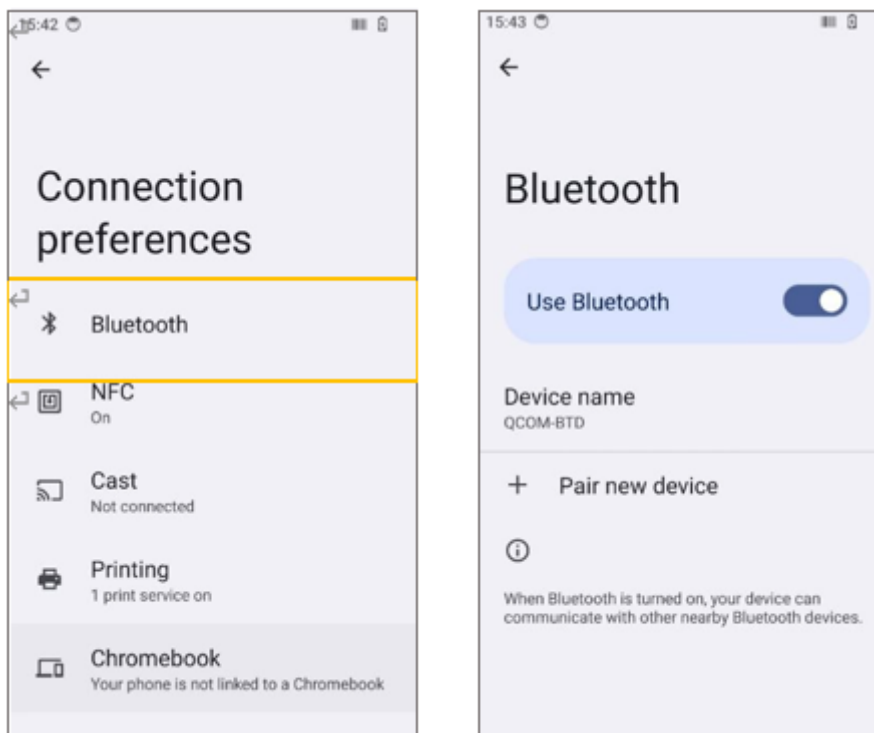 15:42
Connection
preferences
Bluetooth
NFC
On
Cast
Not connected
Printing
1 print service on
Chromebook
Your phone is not linked to a Chromebook
15:43
Bluetooth
Use Bluetooth
Device name
QCOM-BTD
Pair new device
When Bluetooth is turned on, your device can
communicate with other nearby Bluetooth devices.